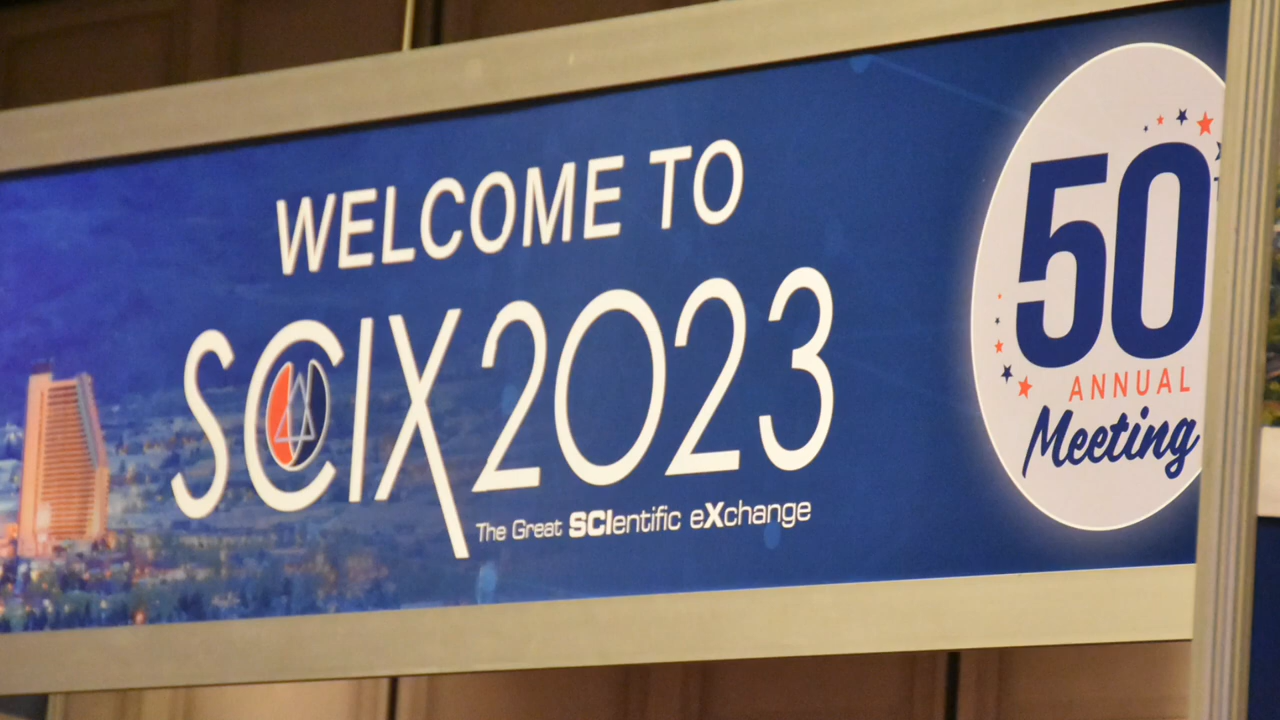 WELCOME TO
SCIX2023
The Great SCIentific eXchange
50
ANNUAL
Meeting